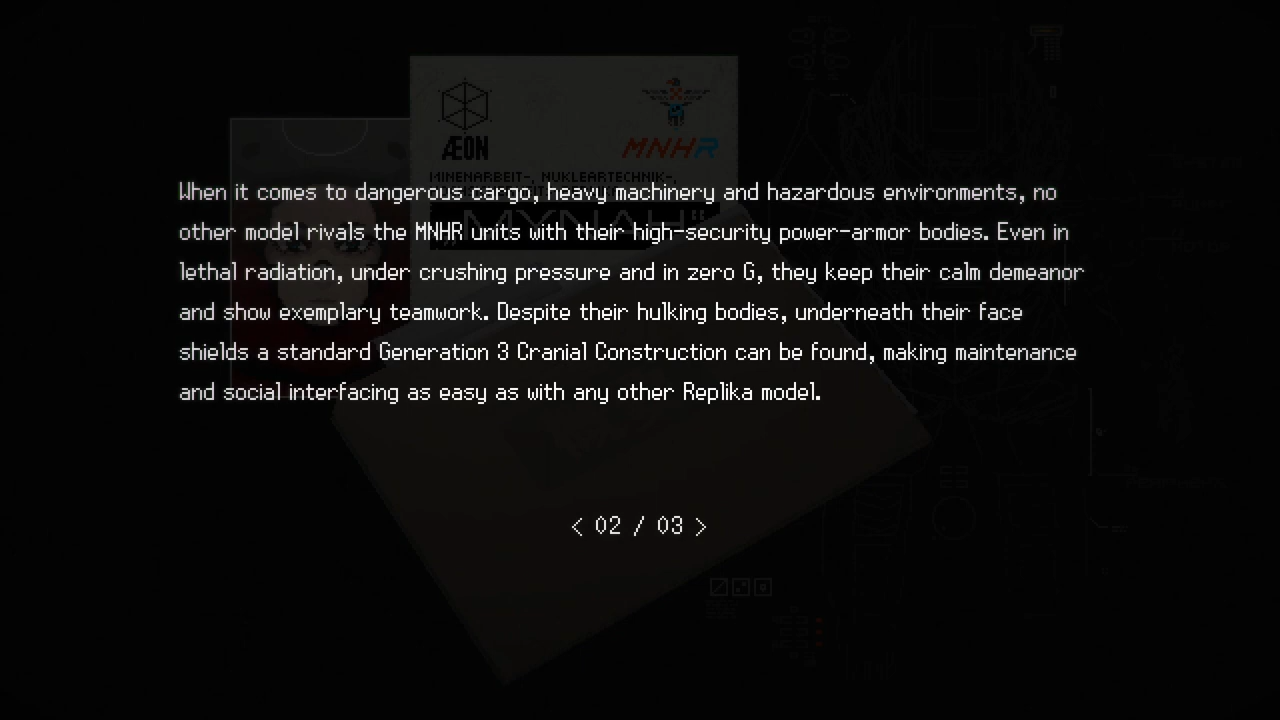 ÆON
MNHR
MINENARBEIT-, NUKLEARTECHNIK-,
„MYNAH“
When it comes to dangerous cargo, heavy machinery and hazardous environments, no
other model rivals the MNHR units with their high-security power-armor bodies. Even in
lethal radiation, under crushing pressure and in zero G, they keep their calm demeanor
and show exemplary teamwork. Despite their hulking bodies, underneath their face
shields a standard Generation 3 Cranial Construction can be found, making maintenance
and social interfacing as easy as with any other Replika model.
< 02 / 03 >